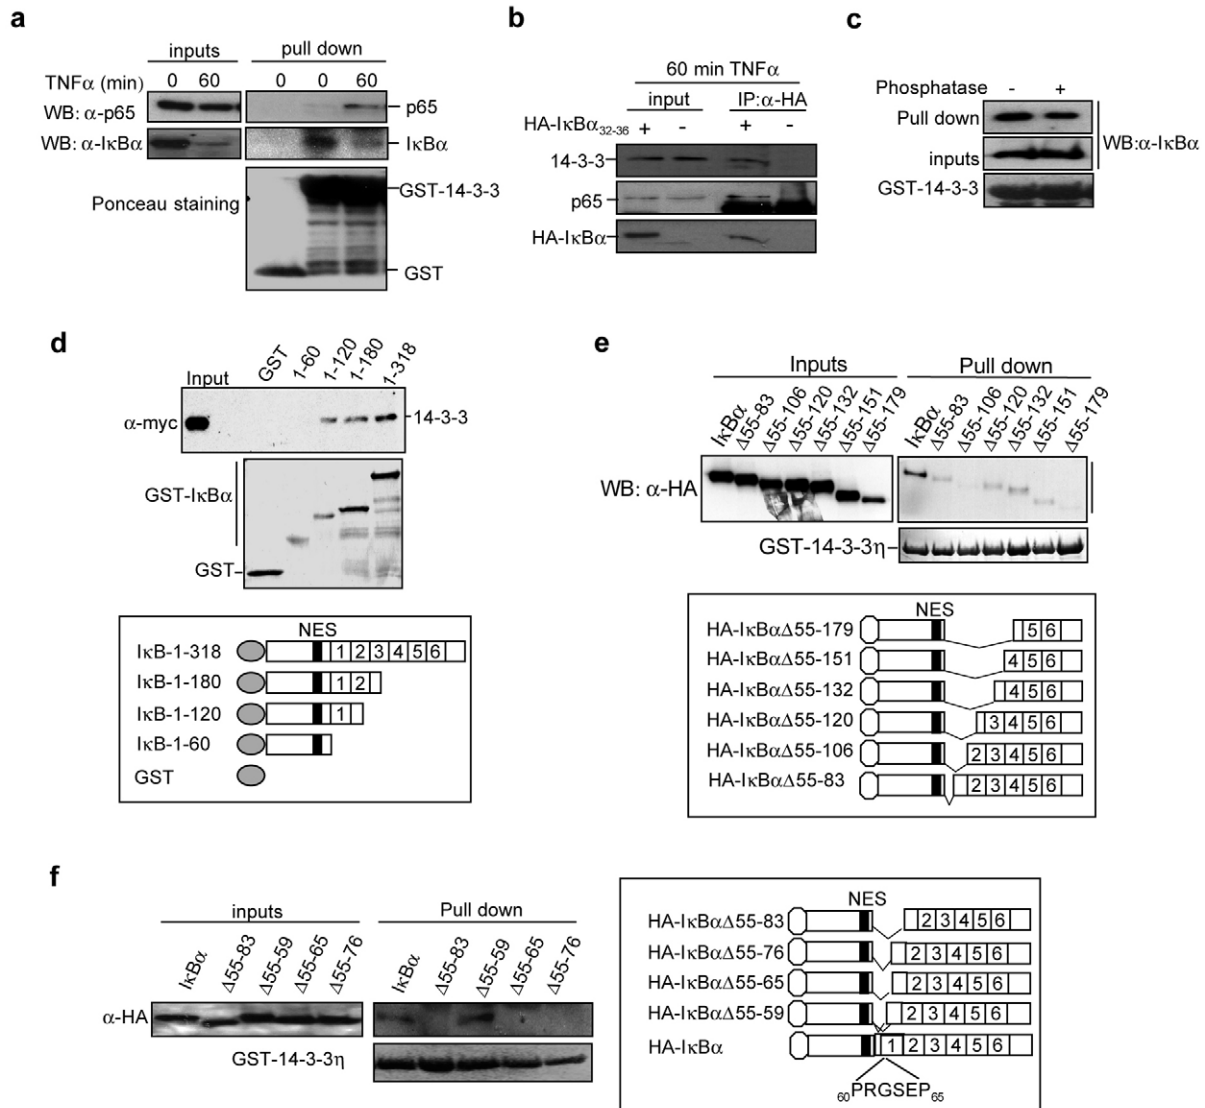 a
inputs
pull down
TNFα (min)
0
60
0
0
60
WB: α-p65
p65
WB: α-IκBα
IκBα
Ponceau staining
GST-14-3-3
GST
b
60 min TNFα
input
IP:α-HA
HA-IκBα32-36
+
-
+
-
14-3-3
p65
HA-IκBα
c
Phosphatase
-
+
Pull down
inputs
WB:α-IκBα
GST-14-3-3
d
Input
GST
1-60
1-120
1-180
1-318
α-myc
14-3-3
GST-IκBα
GST
NES
IκB-1-318
1 2 3 4 5 6
IκB-1-180
1 2
IκB-1-120
1
IκB-1-60
GST
e
Inputs
Pull down
IκBα
Δ55-83
Δ55-106
Δ55-120
Δ55-132
Δ55-151
Δ55-179
IκBα
Δ55-83
Δ55-106
Δ55-120
Δ55-132
Δ55-151
Δ55-179
WB: α-HA
GST-14-3-3η
NES
HA-IκBαΔ55-179
5 6
HA-IκBαΔ55-151
4 5 6
HA-IκBαΔ55-132
4 5 6
HA-IκBαΔ55-120
3 4 5 6
HA-IκBαΔ55-106
2 3 4 5 6
HA-IκBαΔ55-83
2 3 4 5 6
f
inputs
Pull down
IκBα
Δ55-83
Δ55-59
Δ55-65
Δ55-76
IκBα
Δ55-83
Δ55-59
Δ55-65
Δ55-76
α-HA
GST-14-3-3η
NES
HA-IκBαΔ55-83
2 3 4 5 6
HA-IκBαΔ55-76
2 3 4 5 6
HA-IκBαΔ55-65
2 3 4 5 6
HA-IκBαΔ55-59
2 3 4 5 6
HA-IκBα
1 2 3 4 5 6
60PRGSEP65